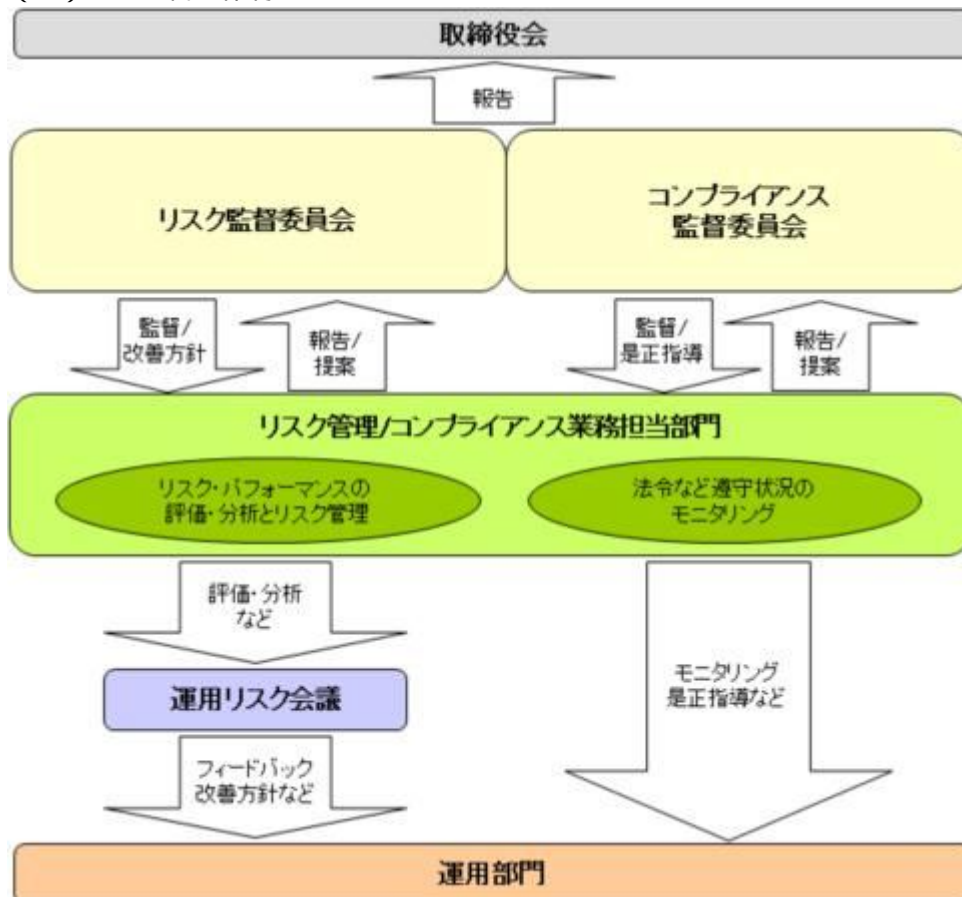 取締役会
報告
リスク監督委員会
コンプライアンス
監督委員会
監督/
改善方針
報告/
提案
監督/
是正指導
報告/
提案
リスク管理/コンプライアンス業務担当部門
リスク・パフォーマンスの
評価・分析とリスク管理
法令など遵守状況の
モニタリング
評価・分析
など
運用リスク会議
モニタリング
是正指導など
フィードバック
改善方針など
運用部門